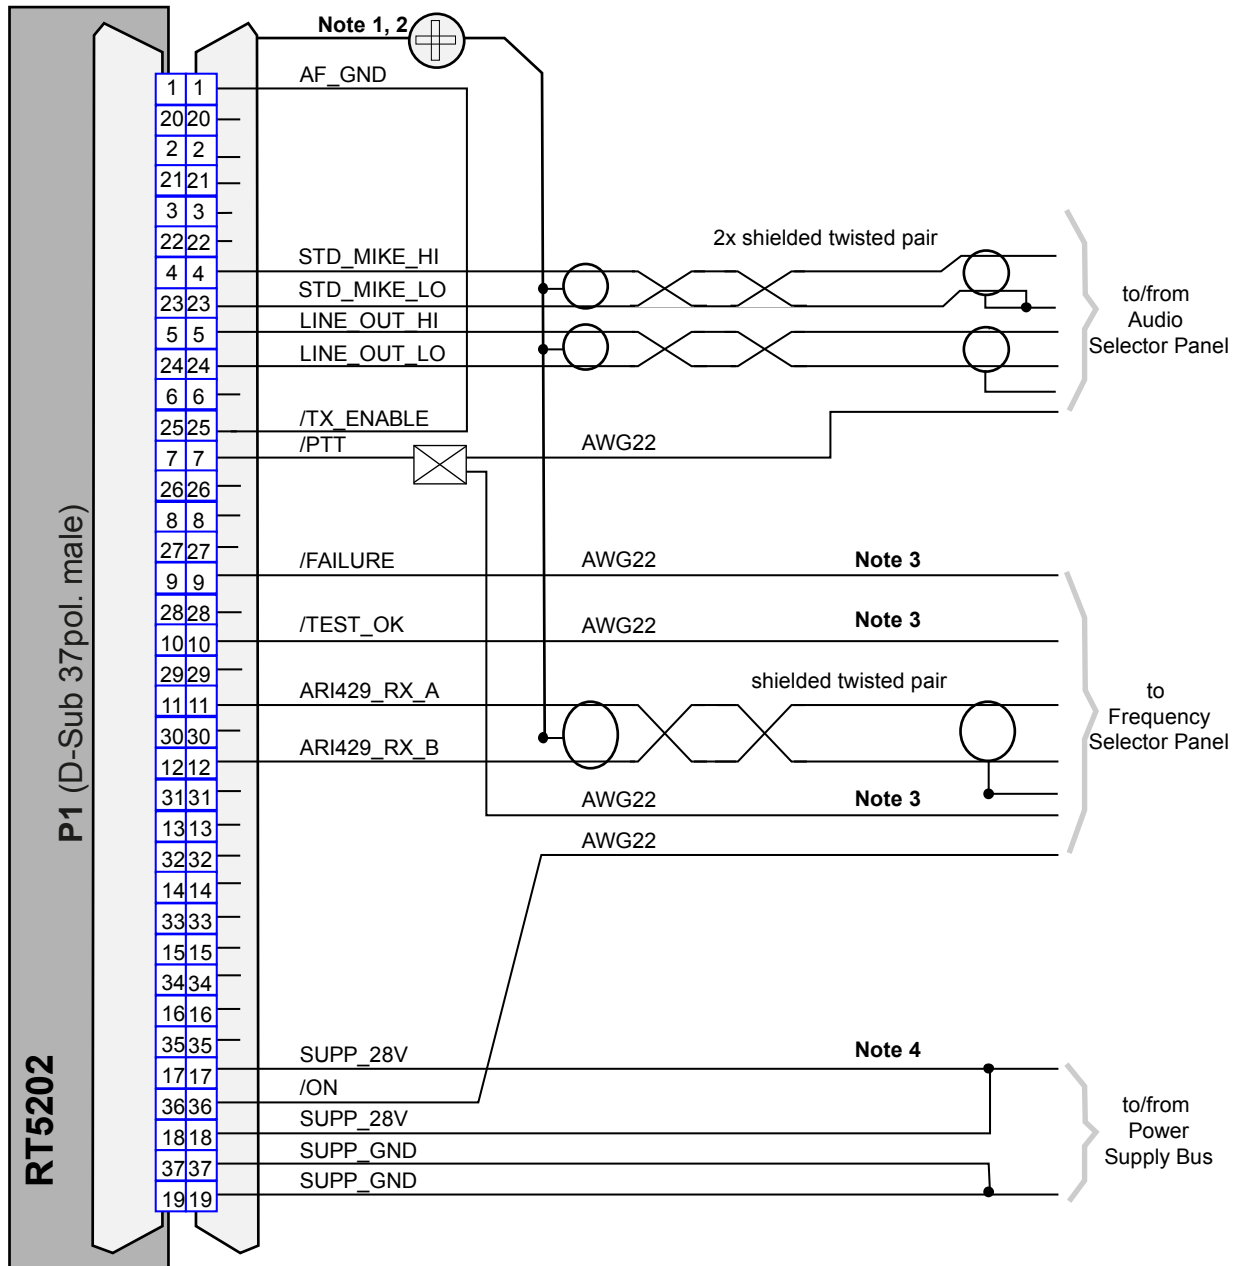 Note 1, 2
AF_GND
1 1
20 20
2 2
21 21
3 3
22 22
2x shielded twisted pair
STD_MIKE_HI
4 4
STD_MIKE_LO
23 23
LINE_OUT_HI
5 5
LINE_OUT_LO
24 24
to/from
Audio
Selector Panel
6 6
/TX_ENABLE
25 25
/PTT
AWG22
7 7
26 26
8 8
27 27
/FAILURE
AWG22
Note 3
9 9
28 28
/TEST_OK
AWG22
Note 3
10 10
29 29
ARI429_RX_A
shielded twisted pair
11 11
30 30
ARI429_RX_B
12 12
to
Frequency
Selector Panel
31 31
AWG22
Note 3
13 13
AWG22
32 32
14 14
33 33
15 15
34 34
16 16
35 35
SUPP_28V
Note 4
17 17
/ON
36 36
SUPP_28V
18 18
SUPP_GND
37 37
SUPP_GND
19 19
to/from
Power
Supply Bus
P1 (D-Sub 37pol. male)
RT5202